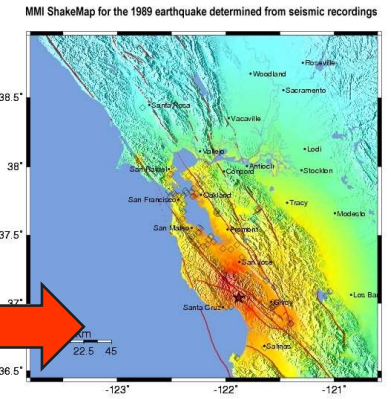 MMI ShakeMap for the 1989 earthquake determined from seismic recordings
Roseville
Woodland
38.5°
Sacramento
Santa Rosa
Vacaville
Vallejo
Lodi
38°
San Rafael
Concord
Antioch
Stockton
San Francisco
Oakland
Tracy
Modesto
San Mateo
Fremont
37.5°
San Jose
37°
Santa Cruz
Gilroy
Los Ba
km
22.5 45
Salinas
36.5°
-123° -122° -121°